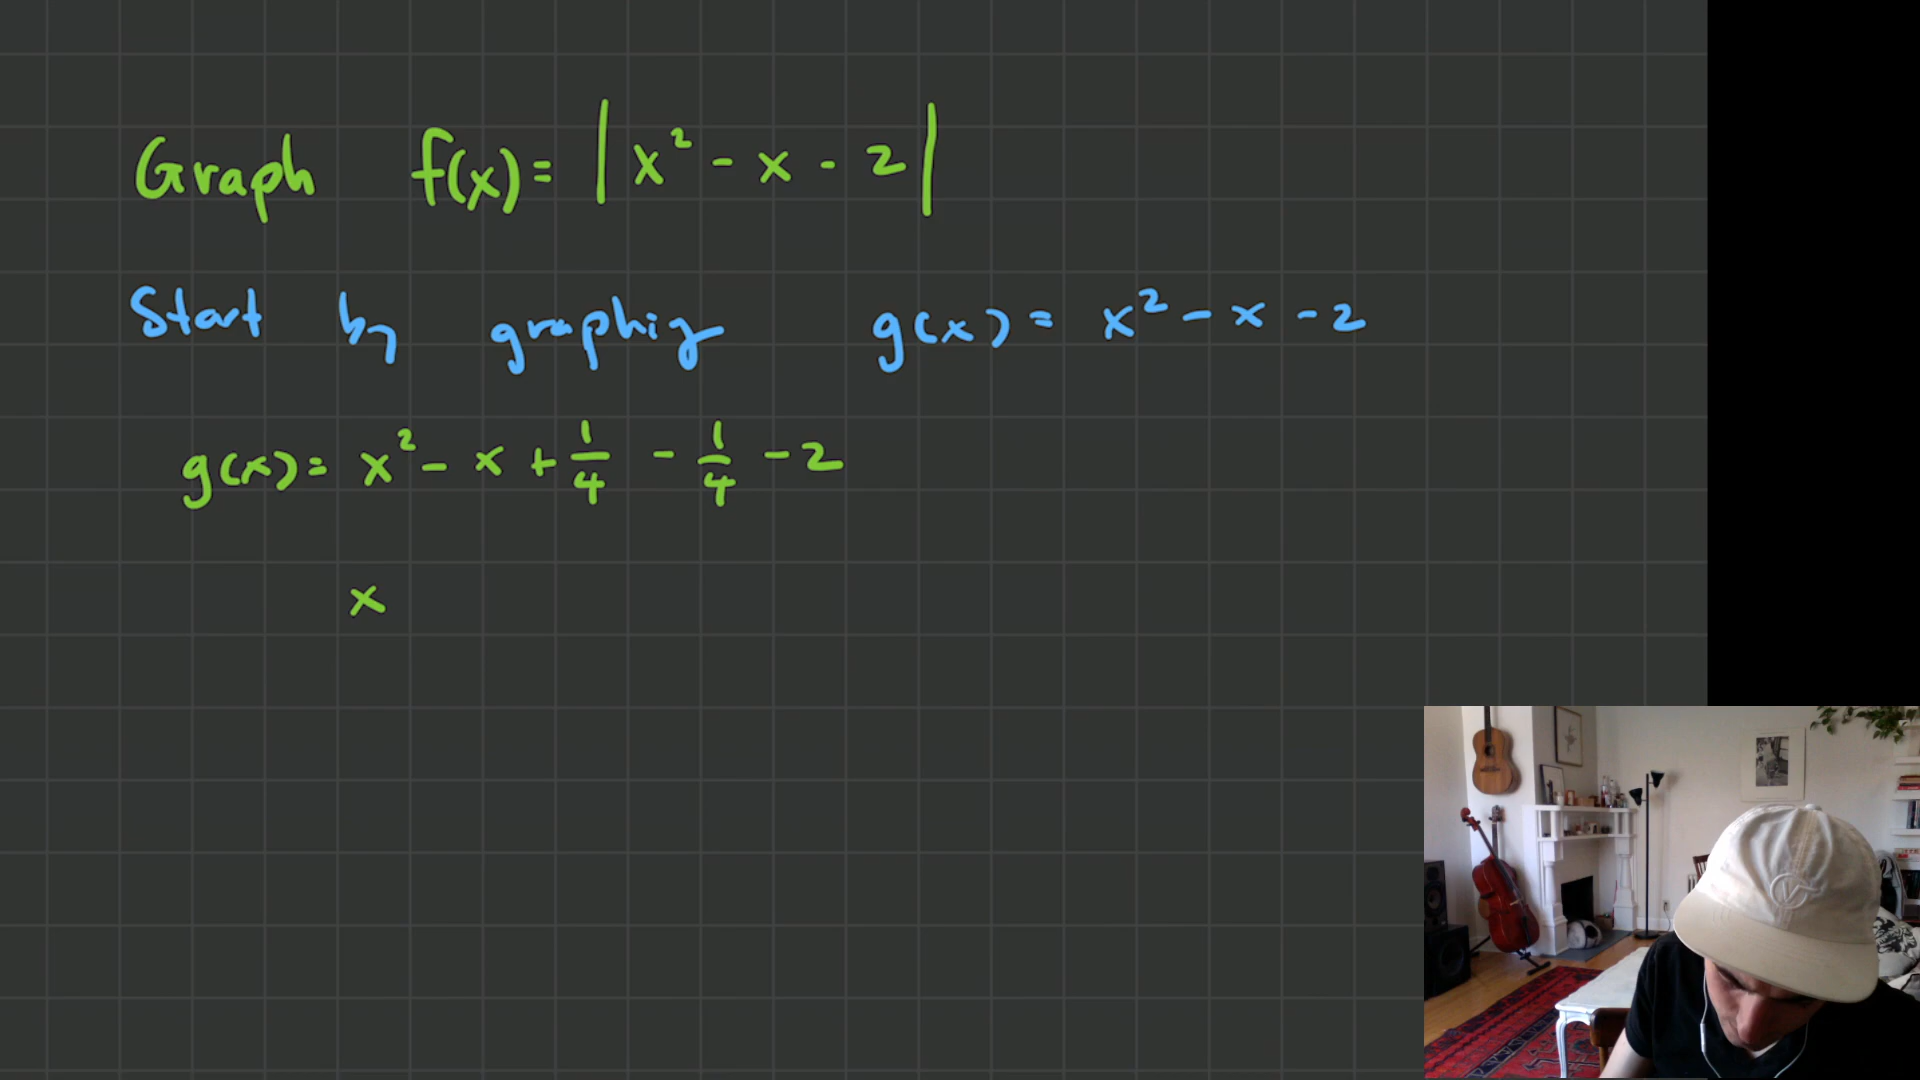 Graph f(x) = |x² - x - 2|
Start by graphing g(x) = x² - x - 2
g(x) = x² - x + 1/4 - 1/4 - 2
x